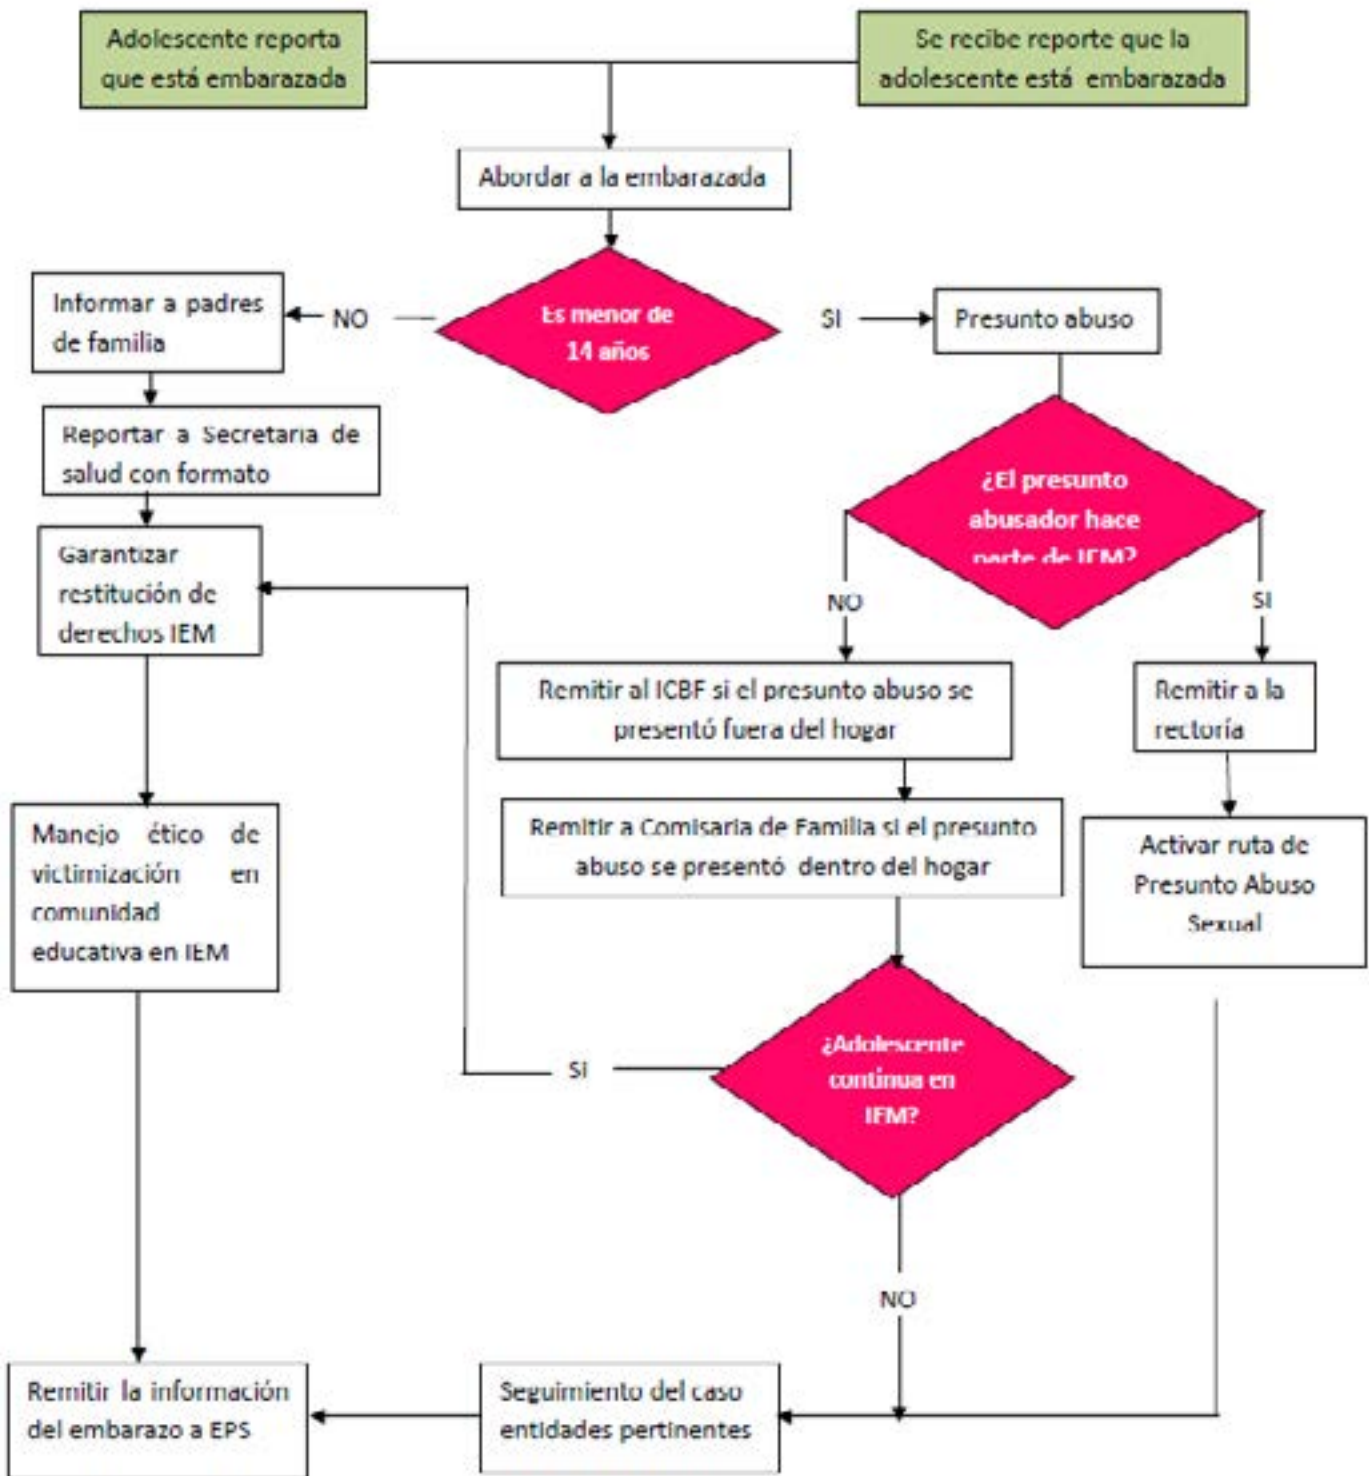 Adolescente reporta
que está embarazada
Se recibe reporte que la
adolescente está embarazada
Abordar a la embarazada
Es menor de
14 años
NO
Informar a padres
de familia
SI
Presunto abuso
Reportar a Secretaria de
salud con formato
¿El presunto
abusador hace
parte de IEM?
Garantizar
restitución de
derechos IEM
NO
SI
Remitir al ICBF si el presunto abuso se
presentó fuera del hogar
Remitir a la
rectoría
Remitir a Comisaria de Familia si el presunto
abuso se presentó dentro del hogar
Activar ruta de
Presunto Abuso
Sexual
Manejo ético de
victimización en
comunidad
educativa en IEM
¿Adolescente
continua en
IEM?
SI
NO
Remitir la información
del embarazo a EPS
Seguimiento del caso
entidades pertinentes